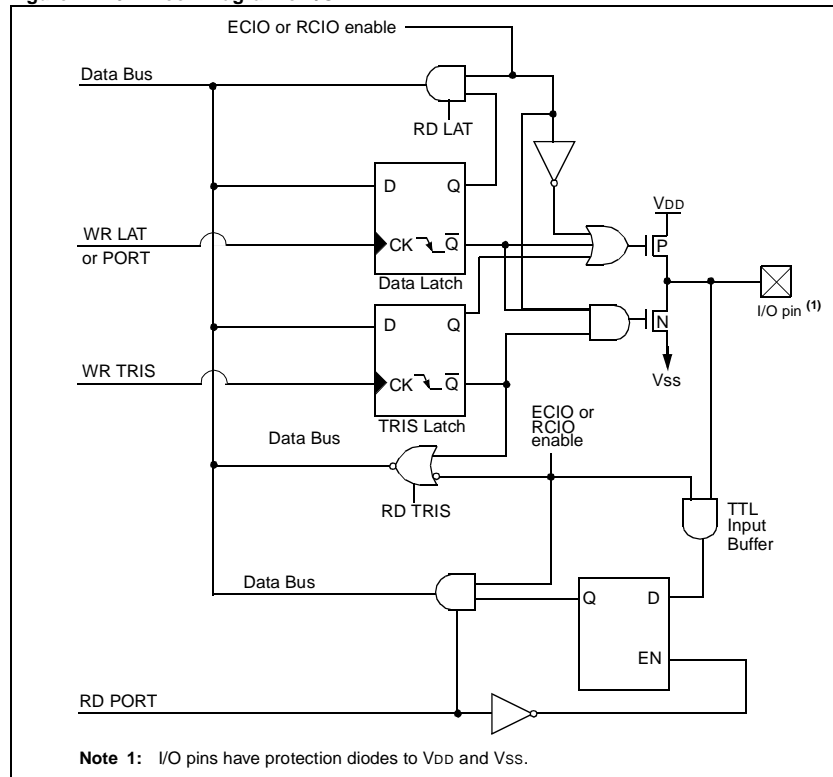 ECIO or RCIO enable
Data Bus
RD LAT
D Q
VDD
WR LAT
or PORT
CK Q
P
Data Latch
I/O pin (1)
D Q
N
WR TRIS
CK Q
Vss
TRIS Latch
ECIO or
RCIO
enable
Data Bus
RD TRIS
TTL
Input
Buffer
Data Bus
Q D
EN
RD PORT
Note 1: I/O pins have protection diodes to VDD and VSS.